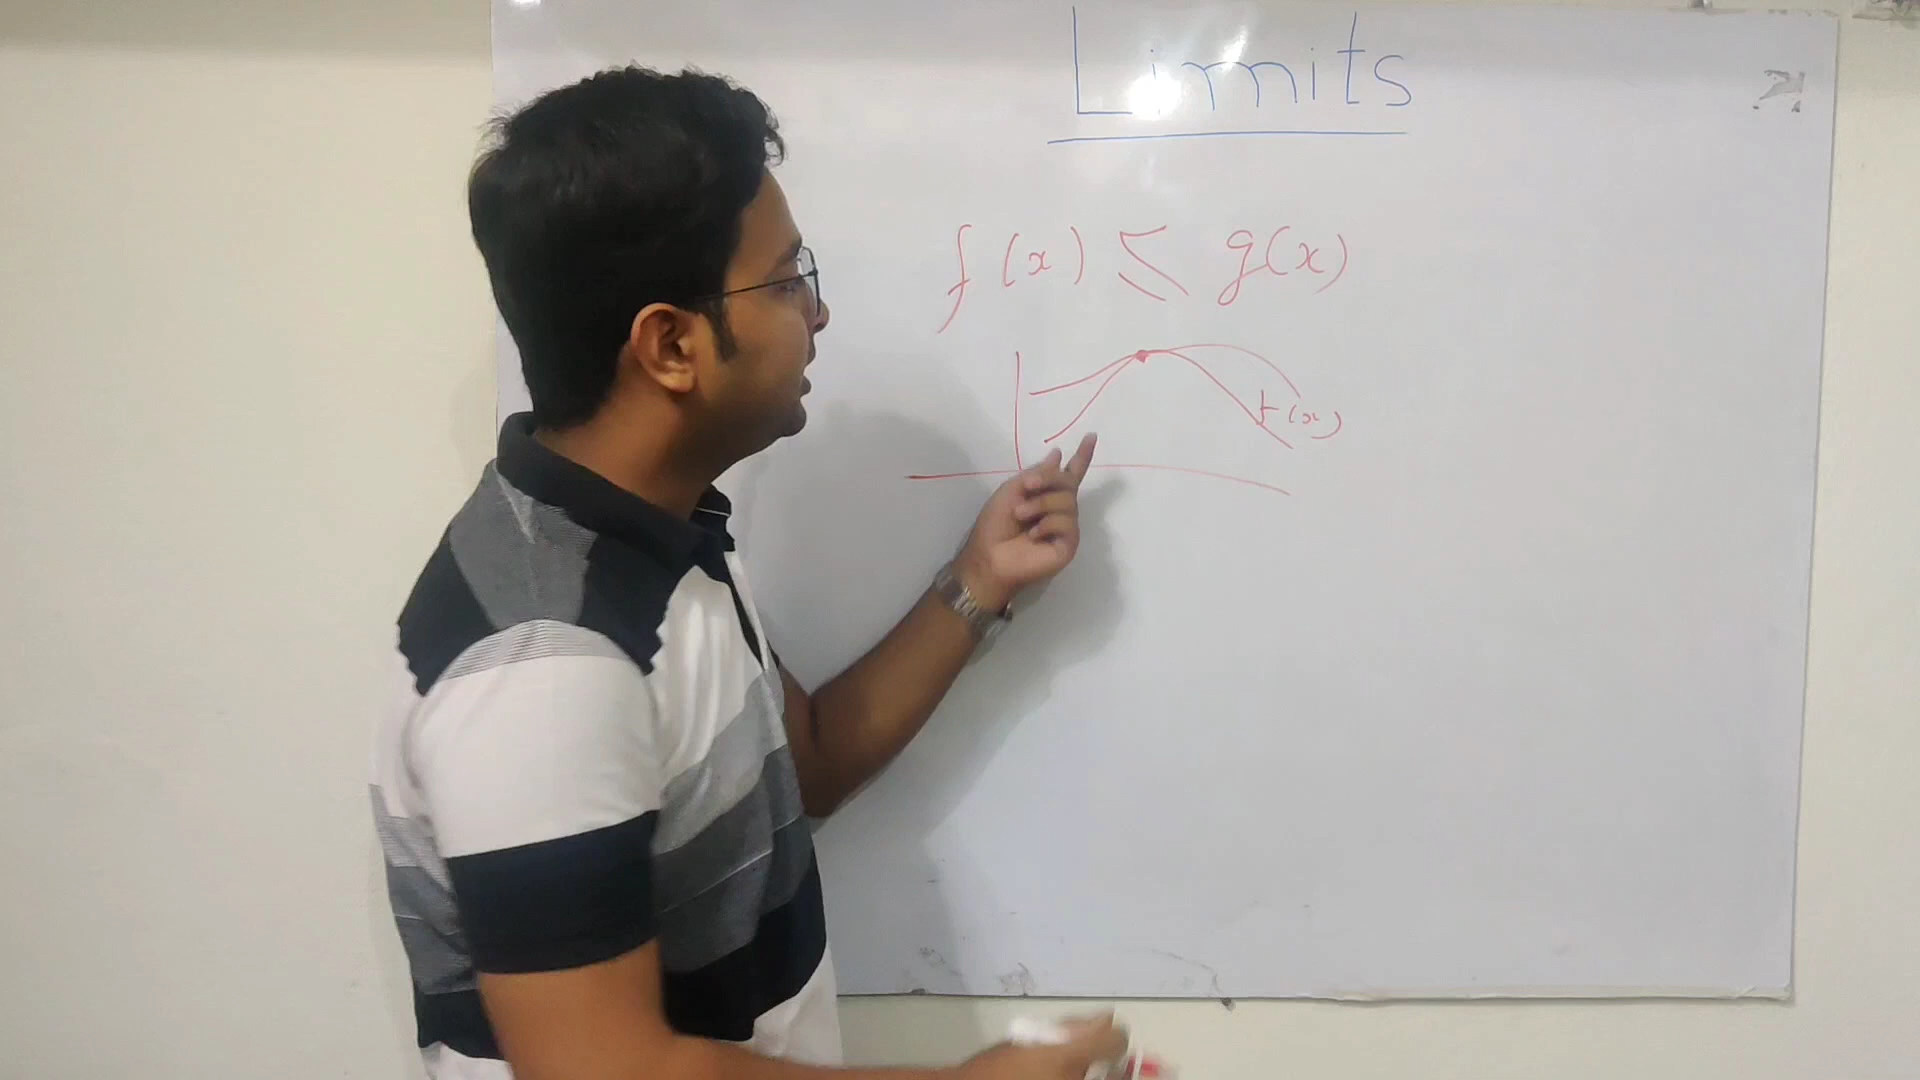 Limits
f(x) ≤ g(x)
f(x)